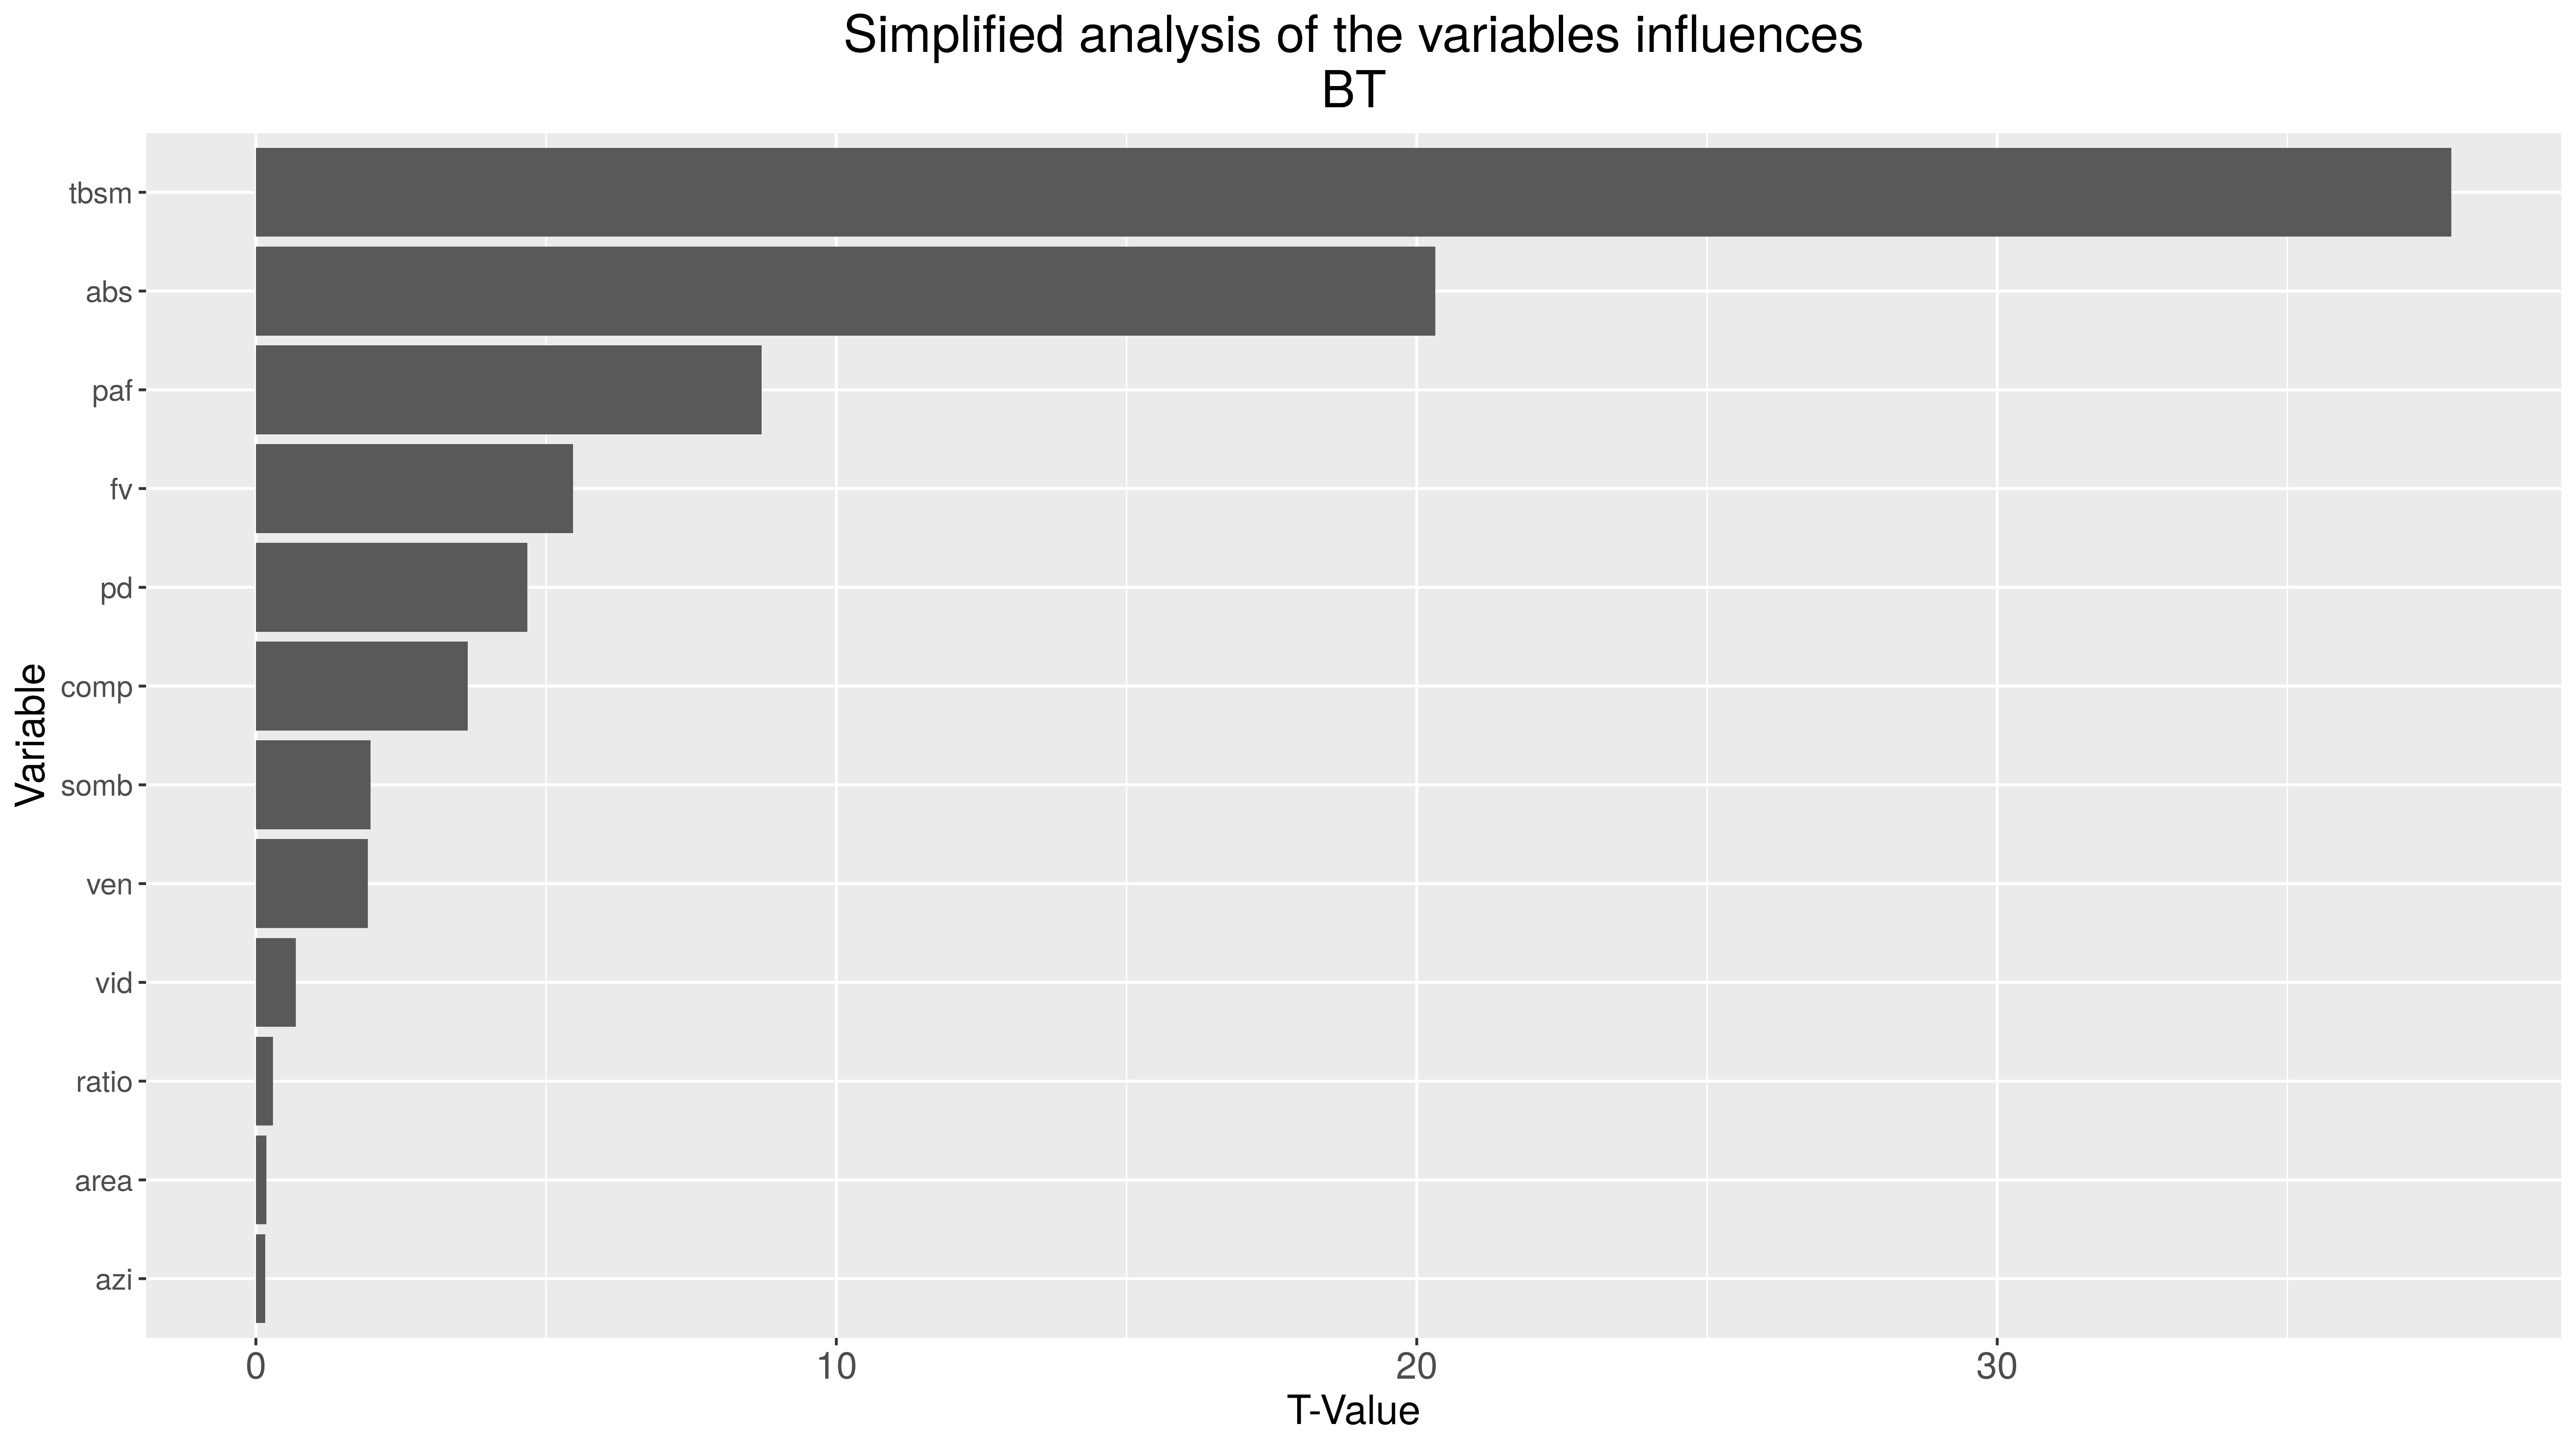 Simplified analysis of the variables influences
BT
Variable
tbsm
abs
paf
fv
pd
comp
somb
ven
vid
ratio
area
azi
0 10 20 30
T-Value